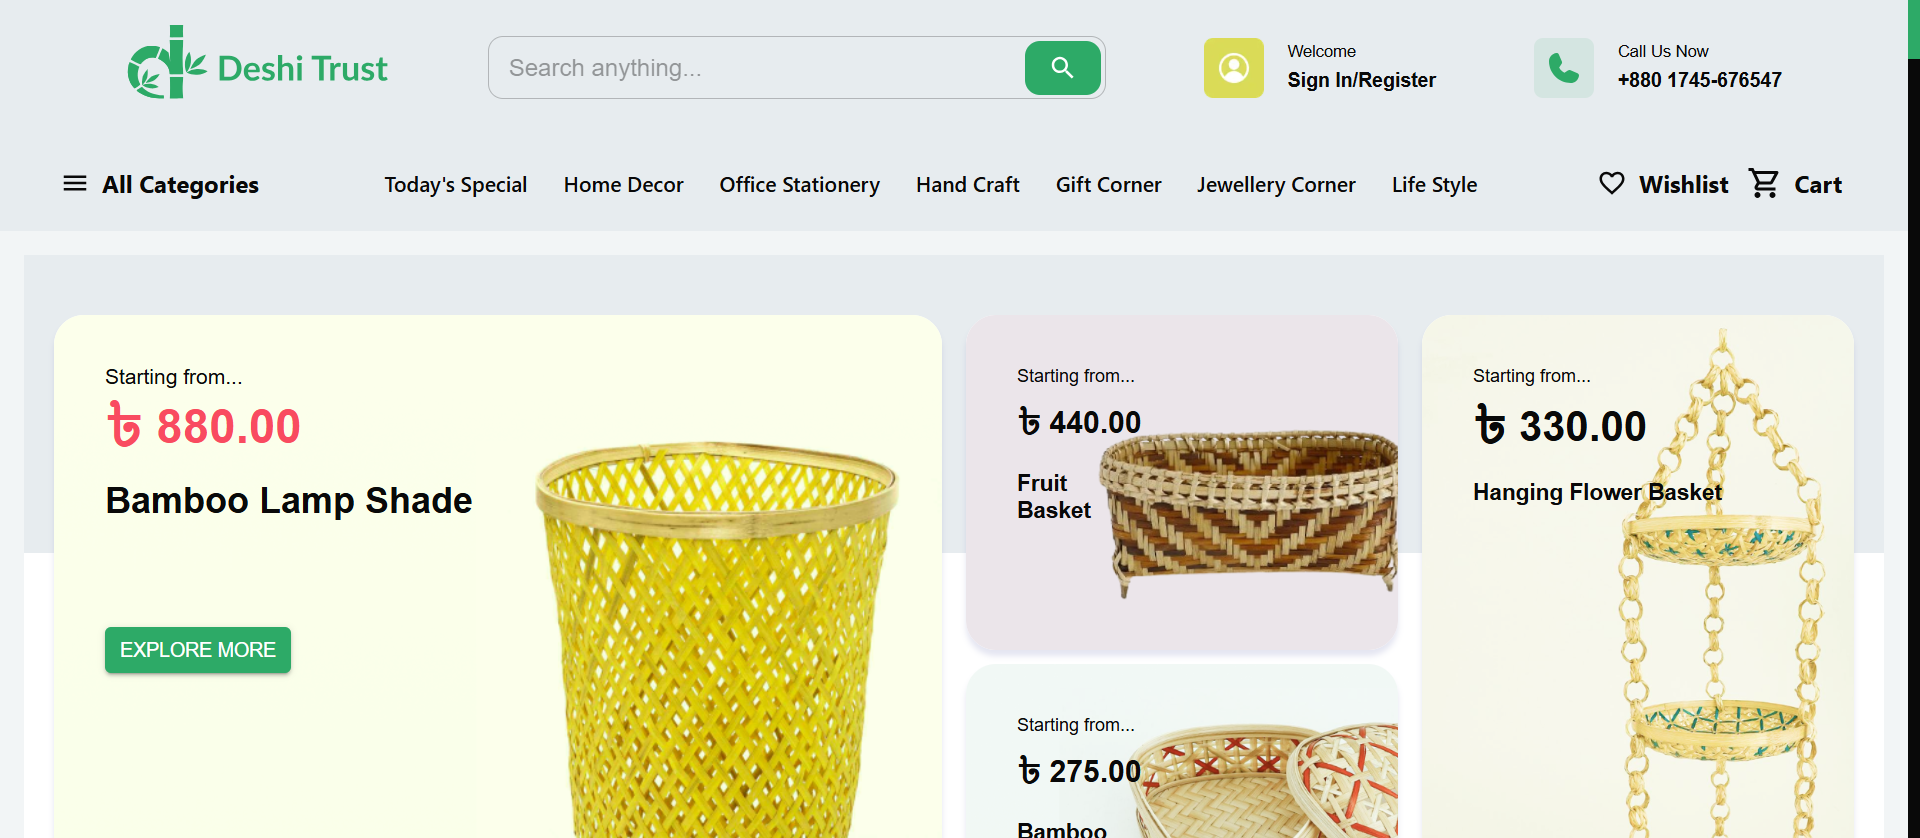 Deshi Trust
Search anything...
Welcome
Sign In/Register
Call Us Now
+880 1745-676547
All Categories
Today's Special
Home Decor
Office Stationery
Hand Craft
Gift Corner
Jewellery Corner
Life Style
Wishlist
Cart
Starting from...
৳ 880.00
Bamboo Lamp Shade
EXPLORE MORE
Starting from...
৳ 440.00
Fruit
Basket
Starting from...
৳ 275.00
Bamboo
Starting from...
৳ 330.00
Hanging Flower Basket